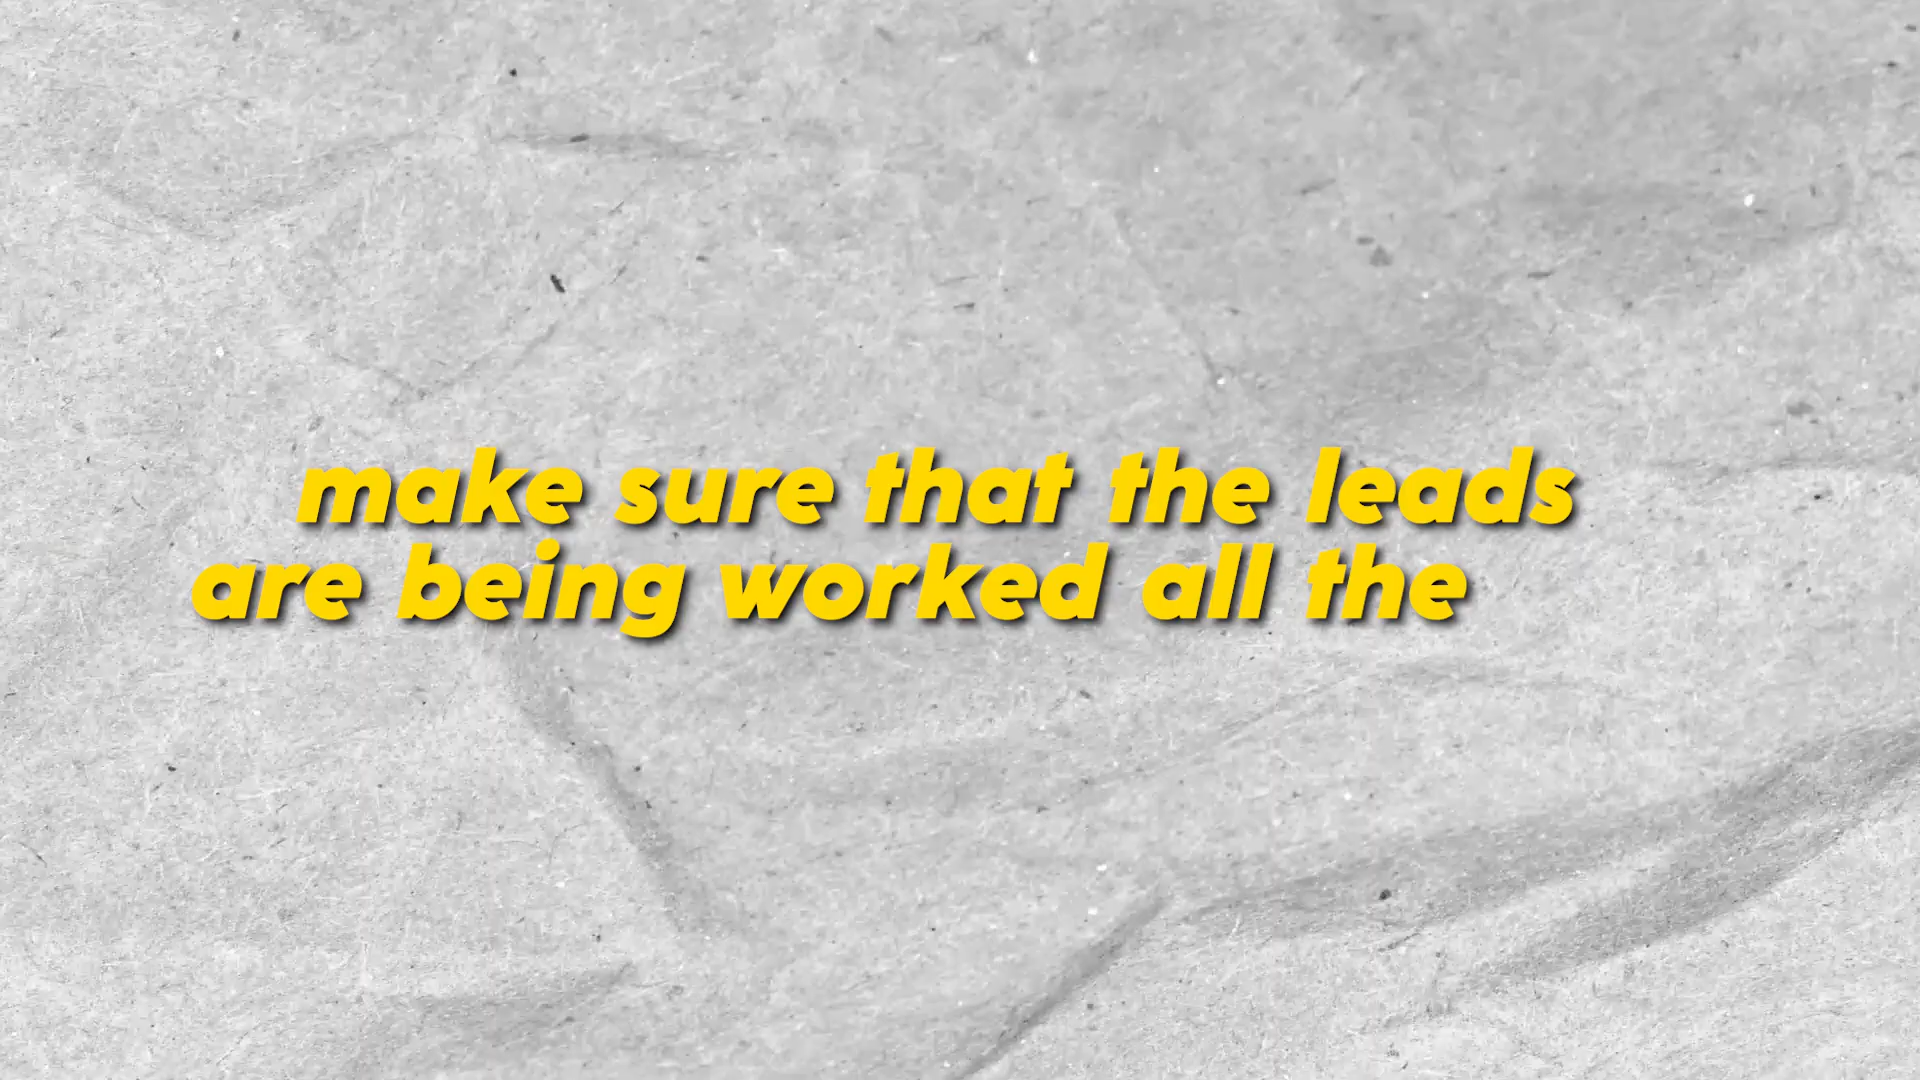 make sure that the leads
are being worked all the